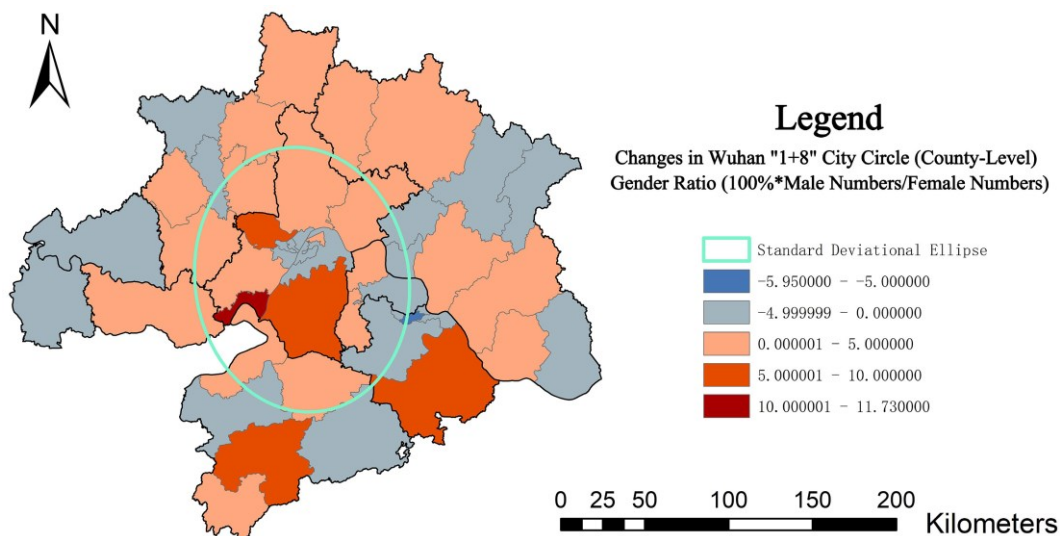 N
Legend
Changes in Wuhan "1+8" City Circle (County-Level)
Gender Ratio (100%*Male Numbers/Female Numbers)
Standard Deviational Ellipse
-5.950000 - -5.000000
-4.999999 - 0.000000
0.000001 - 5.000000
5.000001 - 10.000000
10.000001 - 11.730000
0 25 50 100 150 200
Kilometers